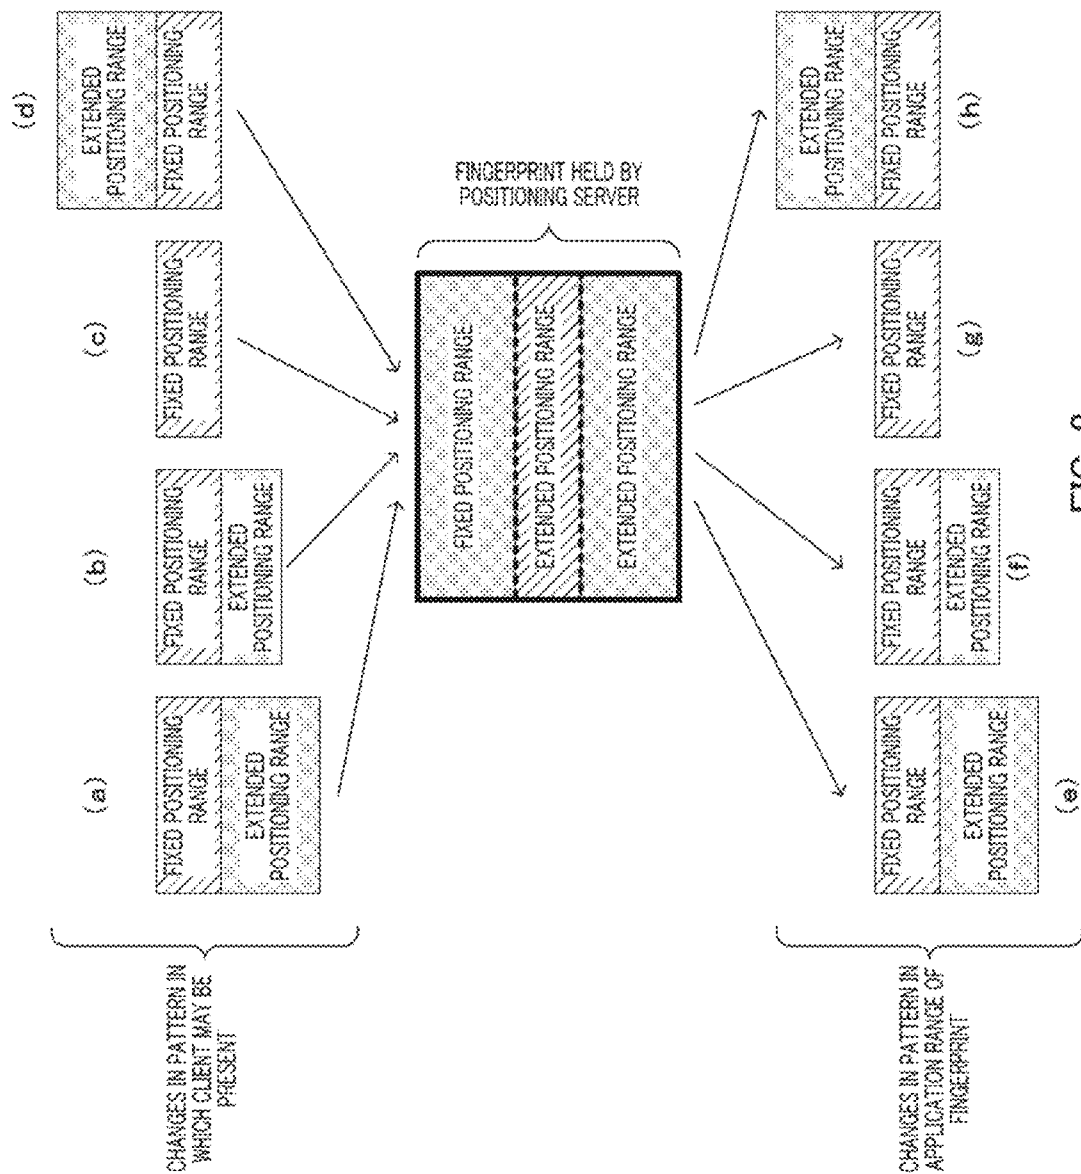 (a)
(b)
(c)
(d)
CHANGES IN PATTERN IN
WHICH CLIENT MAY BE
PRESENT
FIXED POSITIONING
RANGE
EXTENDED
POSITIONING RANGE
FIXED POSITIONING
RANGE
EXTENDED
POSITIONING RANGE
FIXED POSITIONING
RANGE
EXTENDED
POSITIONING RANGE
FIXED POSITIONING
RANGE
FIXED POSITIONING RANGE
EXTENDED POSITIONING RANGE
EXTENDED POSITIONING RANGE
FINGERPRINT HELD BY
POSITIONING SERVER
CHANGES IN PATTERN IN
APPLICATION RANGE OF
FINGERPRINT
FIXED POSITIONING
RANGE
EXTENDED
POSITIONING RANGE
(e)
FIXED POSITIONING
RANGE
EXTENDED
POSITIONING RANGE
(f)
FIXED POSITIONING
RANGE
(g)
EXTENDED
POSITIONING RANGE
FIXED POSITIONING
RANGE
(h)
FIG.